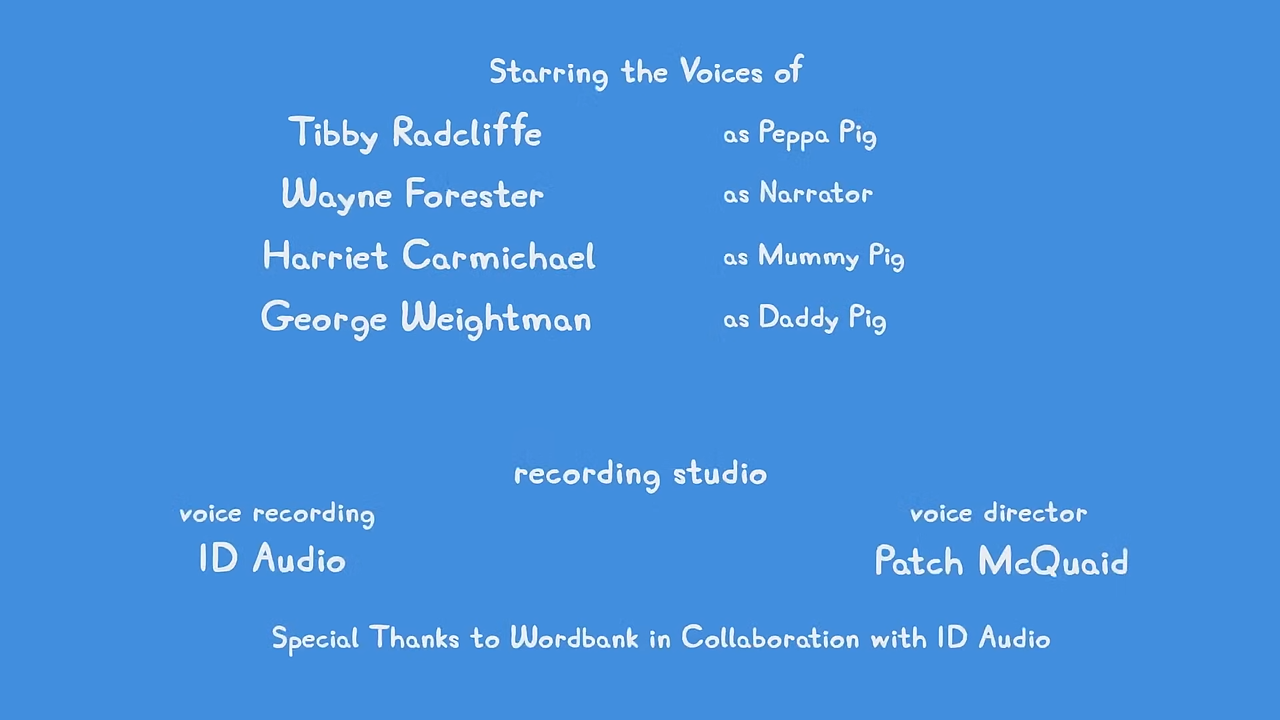 Starring the Voices of
Tibby Radcliffe as Peppa Pig
Wayne Forester as Narrator
Harriet Carmichael as Mummy Pig
George Weightman as Daddy Pig
recording studio
voice recording
ID Audio
voice director
Patch McQuaid
Special Thanks to Wordbank in Collaboration with ID Audio